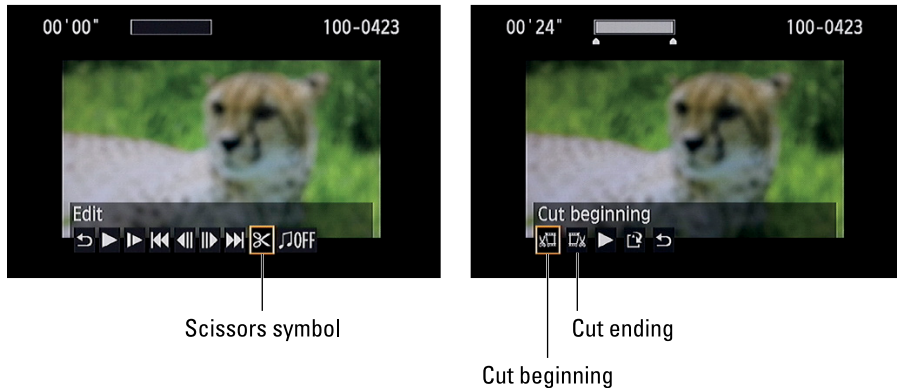 00'00" 100-0423
Edit
OFF
Scissors symbol
00'24" 100-0423
Cut beginning
Cut ending
Cut beginning